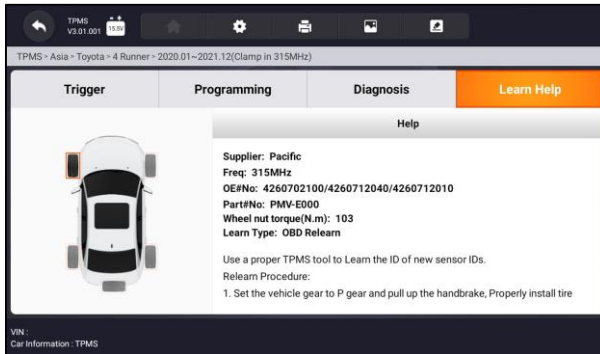 TPMS
V3.01.001
15.5V
TPMS > Asia > Toyota > 4 Runner > 2020.01~2021.12(Clamp in 315MHz)
Trigger
Programming
Diagnosis
Learn Help
Help
Supplier: Pacific
Freq: 315MHz
OE#No: 4260702100/4260712040/4260712010
Part#No: PMV-E000
Wheel nut torque(N.m): 103
Learn Type: OBD Relearn
Use a proper TPMS tool to Learn the ID of new sensor IDs.
Relearn Procedure:
1. Set the vehicle gear to P gear and pull up the handbrake, Properly install tire
VIN :
Car Information : TPMS